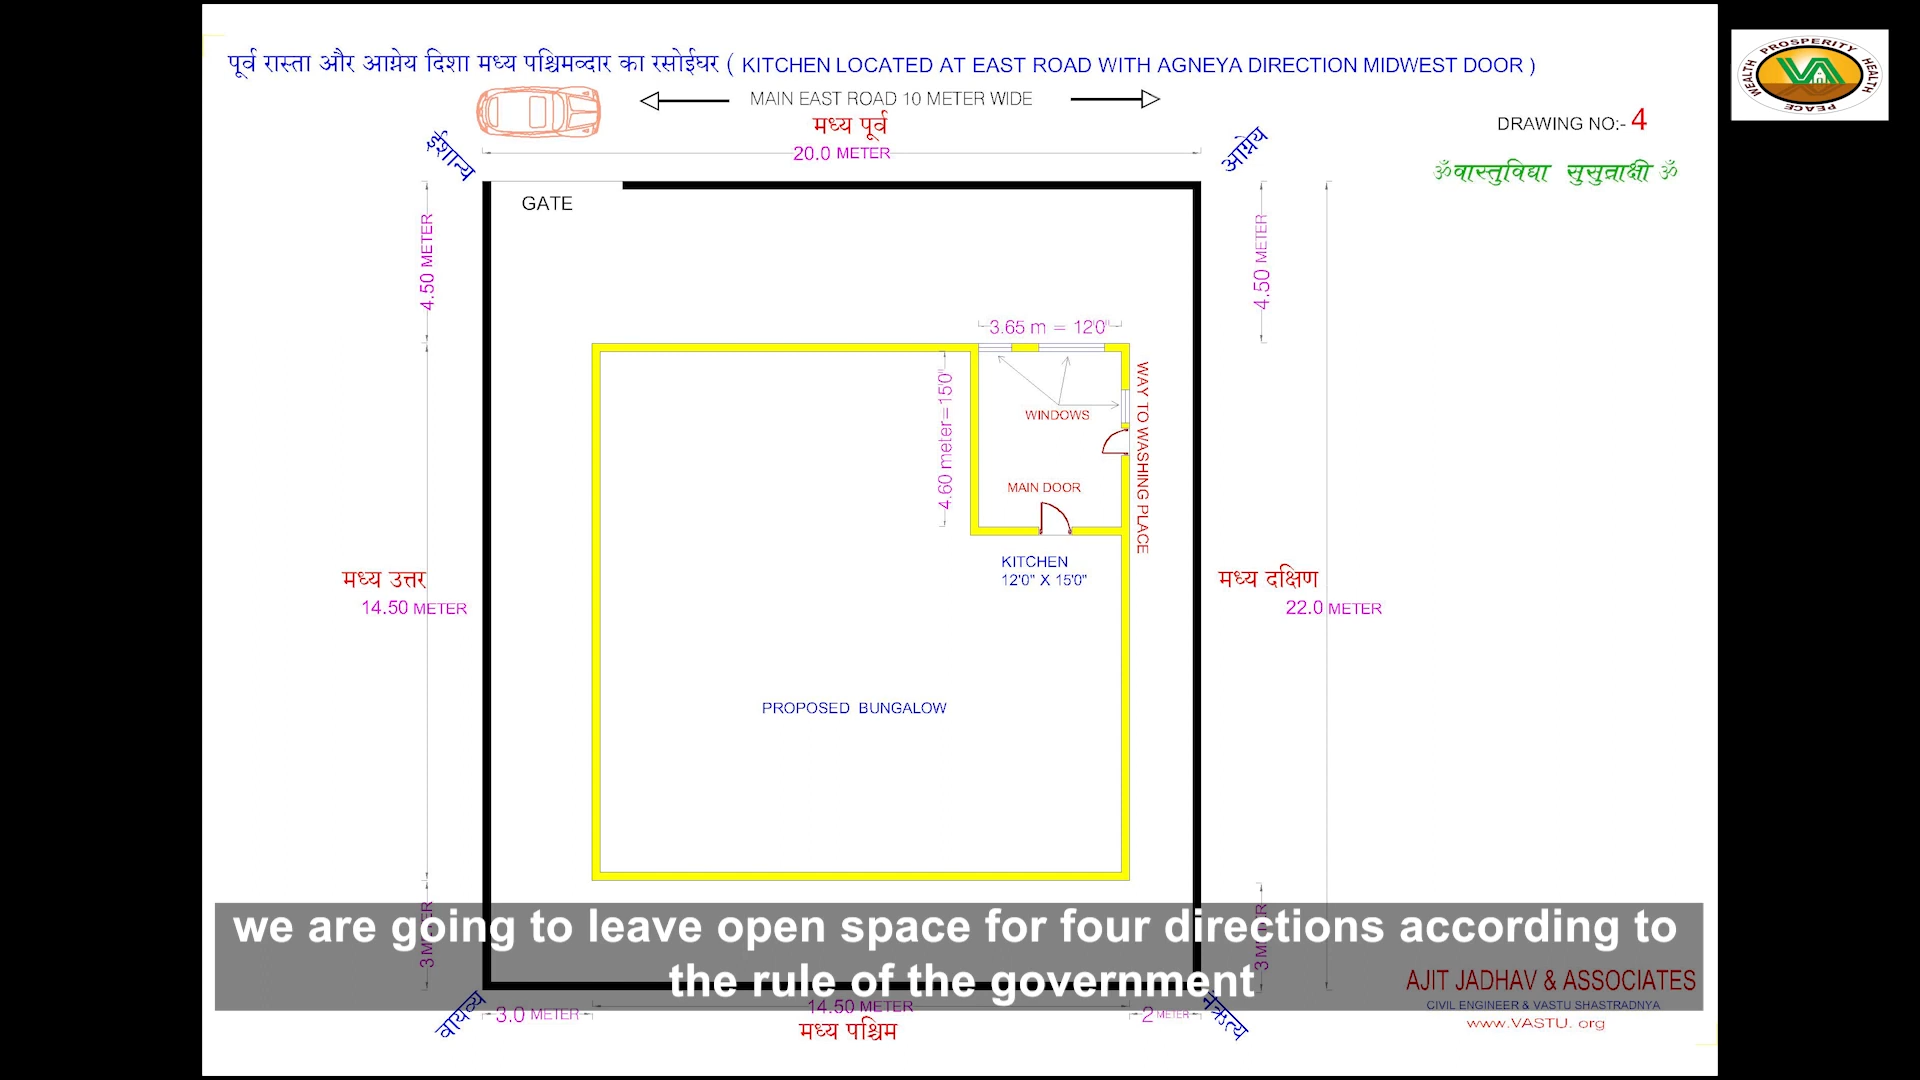 पूर्व रास्ता और आग्नेय दिशा मध्य पश्चिमव्दार का रसोईघर ( KITCHEN LOCATED AT EAST ROAD WITH AGNEYA DIRECTION MIDWEST DOOR )
WEALTH PROSPERITY HEALTH PEACE
VA
MAIN EAST ROAD 10 METER WIDE
मध्य पूर्व
DRAWING NO:- 4
ईशान्य
20.0 METER
आग्नेय
ॐवास्तुविद्या
GATE
4.50 METER
4.50 METER
3.65 m = 12'0"
4.60 meter=15'0"
WINDOWS
WAY TO WASHING PLACE
MAIN DOOR
KITCHEN
12'0" X 15'0"
मध्य उत्तर
14.50 METER
मध्य दक्षिण
22.0 METER
PROPOSED BUNGALOW
we are going to leave open space for four directions according to
the rule of the government
AJIT JADHAV & ASSOCIATES
CIVIL ENGINEER & VASTU SHASTRADNYA
www.VASTU. org
वायव्य
3.0 METER
14.50 METER
2 METER
मध्य पश्चिम